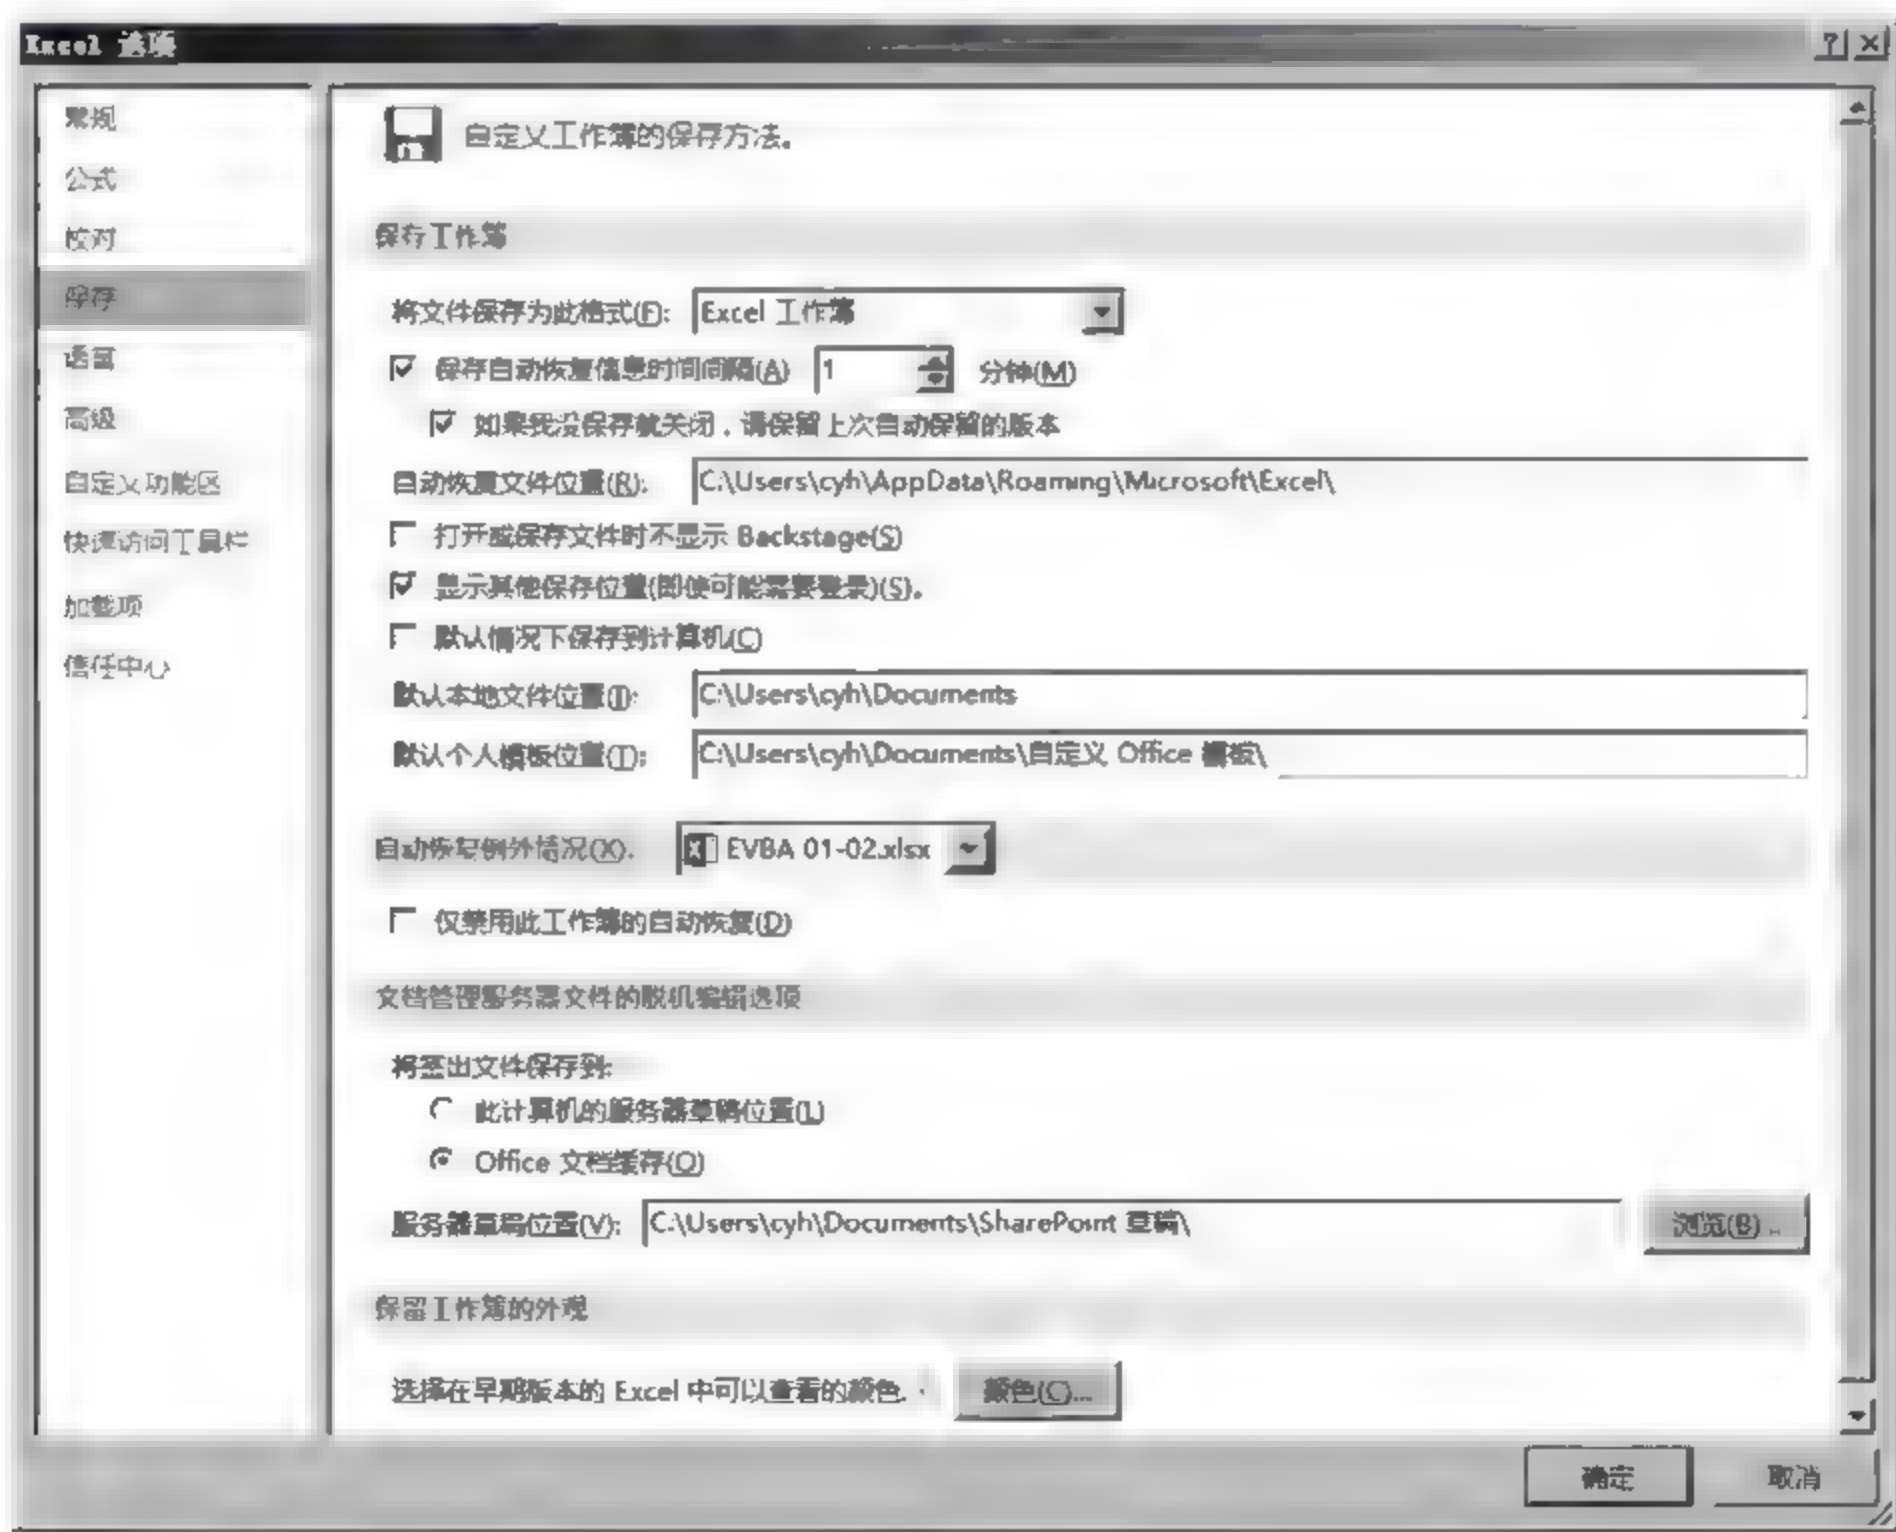 Excel 选项
常规
公式
校对
保存
语言
高级
自定义功能区
快速访问工具栏
加载项
信任中心
自定义工作簿的保存方法。
保存工作簿
将文件保存为此格式(F): Excel 工作簿
保存自动恢复信息时间间隔(A) 1 分钟(M)
如果我没保存就关闭，请保留上次自动保留的版本
自动恢复文件位置(R): C:\Users\cyh\AppData\Roaming\Microsoft\Excel\
打开或保存文件时不显示 Backstage(S)
显示其他保存位置(即使可能需要登录)(S)。
默认情况下保存到计算机(C)
默认本地文件位置(I): C:\Users\cyh\Documents
默认个人模板位置(T): C:\Users\cyh\Documents\自定义 Office 模板\
自动恢复例外情况(X): EVBA 01-02.xlsx
仅禁用此工作簿的自动恢复(D)
文档管理服务器文件的脱机编辑选项
将签出文件保存到:
此计算机的服务器草稿位置(L)
Office 文档缓存(O)
服务器草稿位置(V): C:\Users\cyh\Documents\SharePoint 草稿\ 浏览(B)...
保留工作簿的外观
选择在早期版本的 Excel 中可以查看的颜色: 颜色(C)...
确定 取消